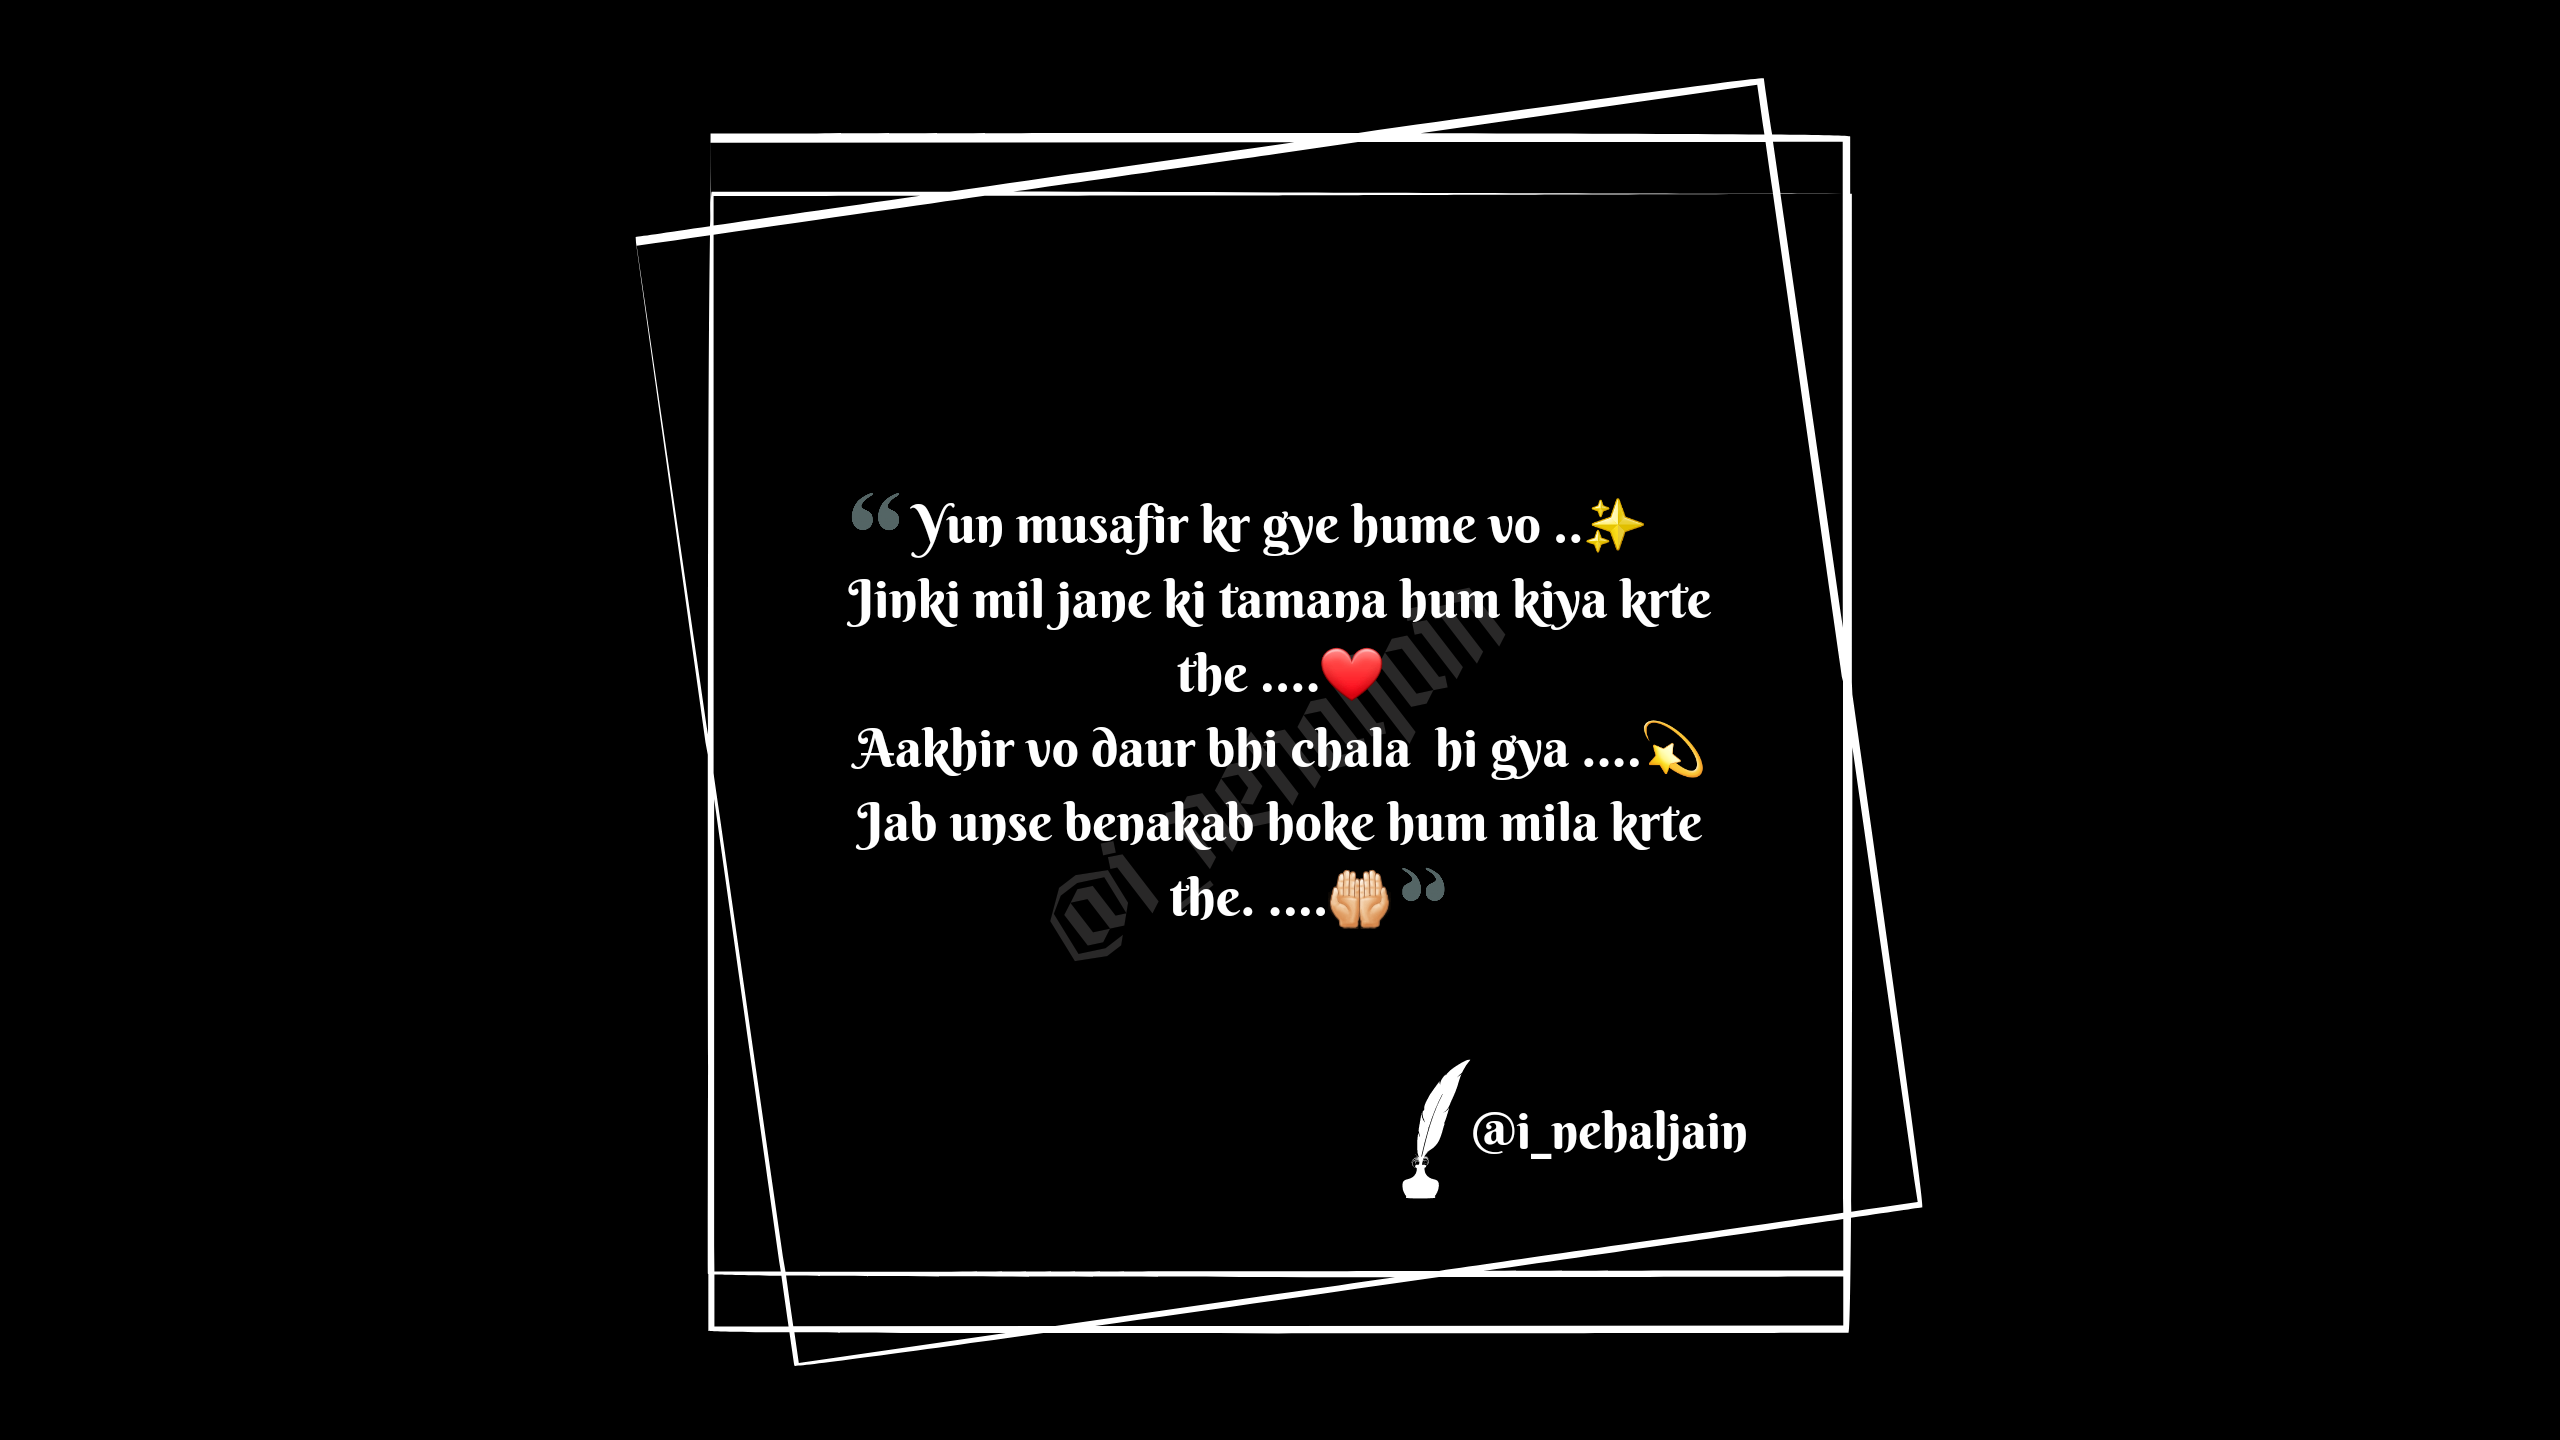 “Yun musafir kr gye hume vo ..✨
Jinki mil jane ki tamana hum kiya krte
the ....❤️
Aakhir vo daur bhi chala  hi gya ....💫
Jab unse benakab hoke hum mila krte
the. ....🤲🏻”
@i_nehaljain
@i_nehaljain